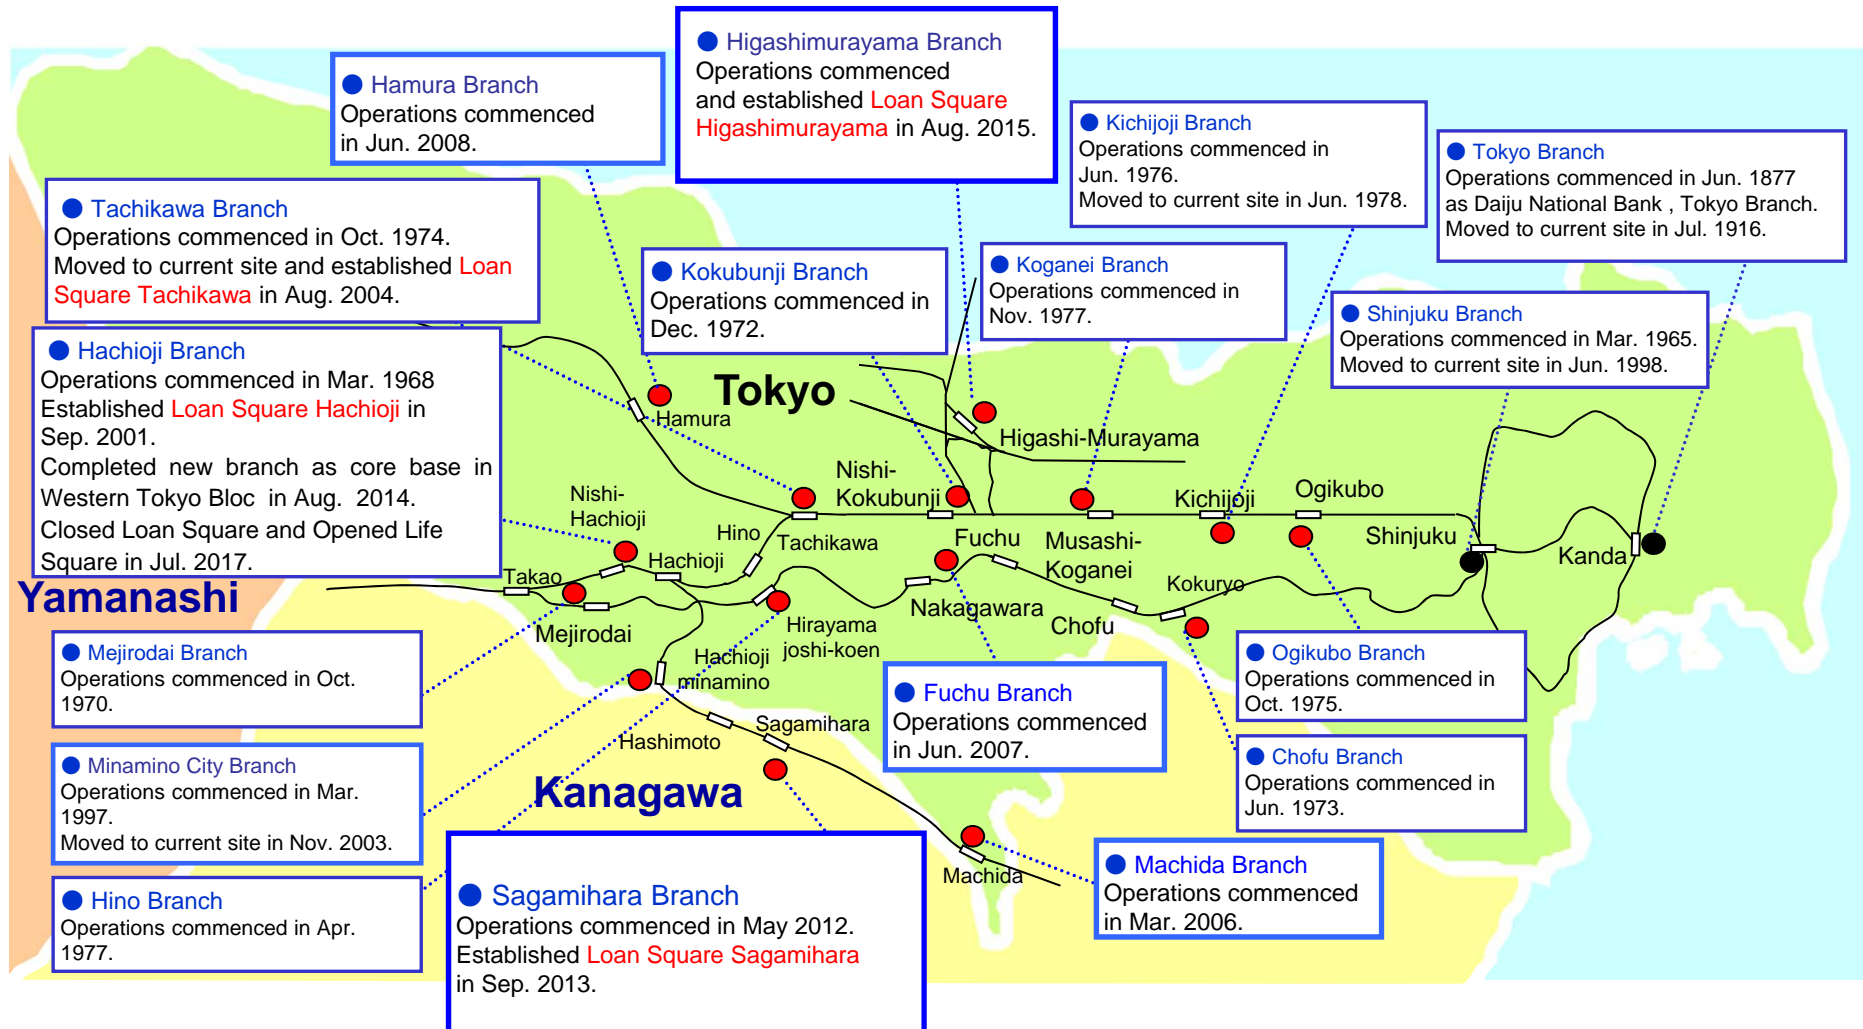 ● Higashimurayama Branch
Operations commenced
and established Loan Square
Higashimurayama in Aug. 2015.
● Hamura Branch
Operations commenced
in Jun. 2008.
● Kichijoji Branch
Operations commenced in
Jun. 1976.
Moved to current site in Jun. 1978.
● Tokyo Branch
Operations commenced in Jun. 1877
as Daiju National Bank , Tokyo Branch.
Moved to current site in Jul. 1916.
● Tachikawa Branch
Operations commenced in Oct. 1974.
Moved to current site and established Loan
Square Tachikawa in Aug. 2004.
● Kokubunji Branch
Operations commenced in
Dec. 1972.
● Koganei Branch
Operations commenced in
Nov. 1977.
● Shinjuku Branch
Operations commenced in Mar. 1965.
Moved to current site in Jun. 1998.
● Hachioji Branch
Operations commenced in Mar. 1968
Established Loan Square Hachioji in
Sep. 2001.
Completed new branch as core base in
Western Tokyo Bloc in Aug. 2014.
Closed Loan Square and Opened Life
Square in Jul. 2017.
Tokyo
Hamura
Higashi-Murayama
Nishi-
Kokubunji
Nishi-
Hachioji
Kichijoji
Ogikubo
Hino
Tachikawa
Fuchu
Musashi-
Koganei
Shinjuku
Kanda
Hachioji
Takao
Kokuryo
Yamanashi
Mejirodai
Hirayama
joshi-koen
Nakagawara
Chofu
Hachioji
minamino
● Mejirodai Branch
Operations commenced in Oct.
1970.
● Fuchu Branch
Operations commenced
in Jun. 2007.
● Ogikubo Branch
Operations commenced in
Oct. 1975.
Sagamihara
Hashimoto
● Minamino City Branch
Operations commenced in Mar.
1997.
Moved to current site in Nov. 2003.
Kanagawa
● Chofu Branch
Operations commenced in
Jun. 1973.
Machida
● Machida Branch
Operations commenced
in Mar. 2006.
● Hino Branch
Operations commenced in Apr.
1977.
● Sagamihara Branch
Operations commenced in May 2012.
Established Loan Square Sagamihara
in Sep. 2013.